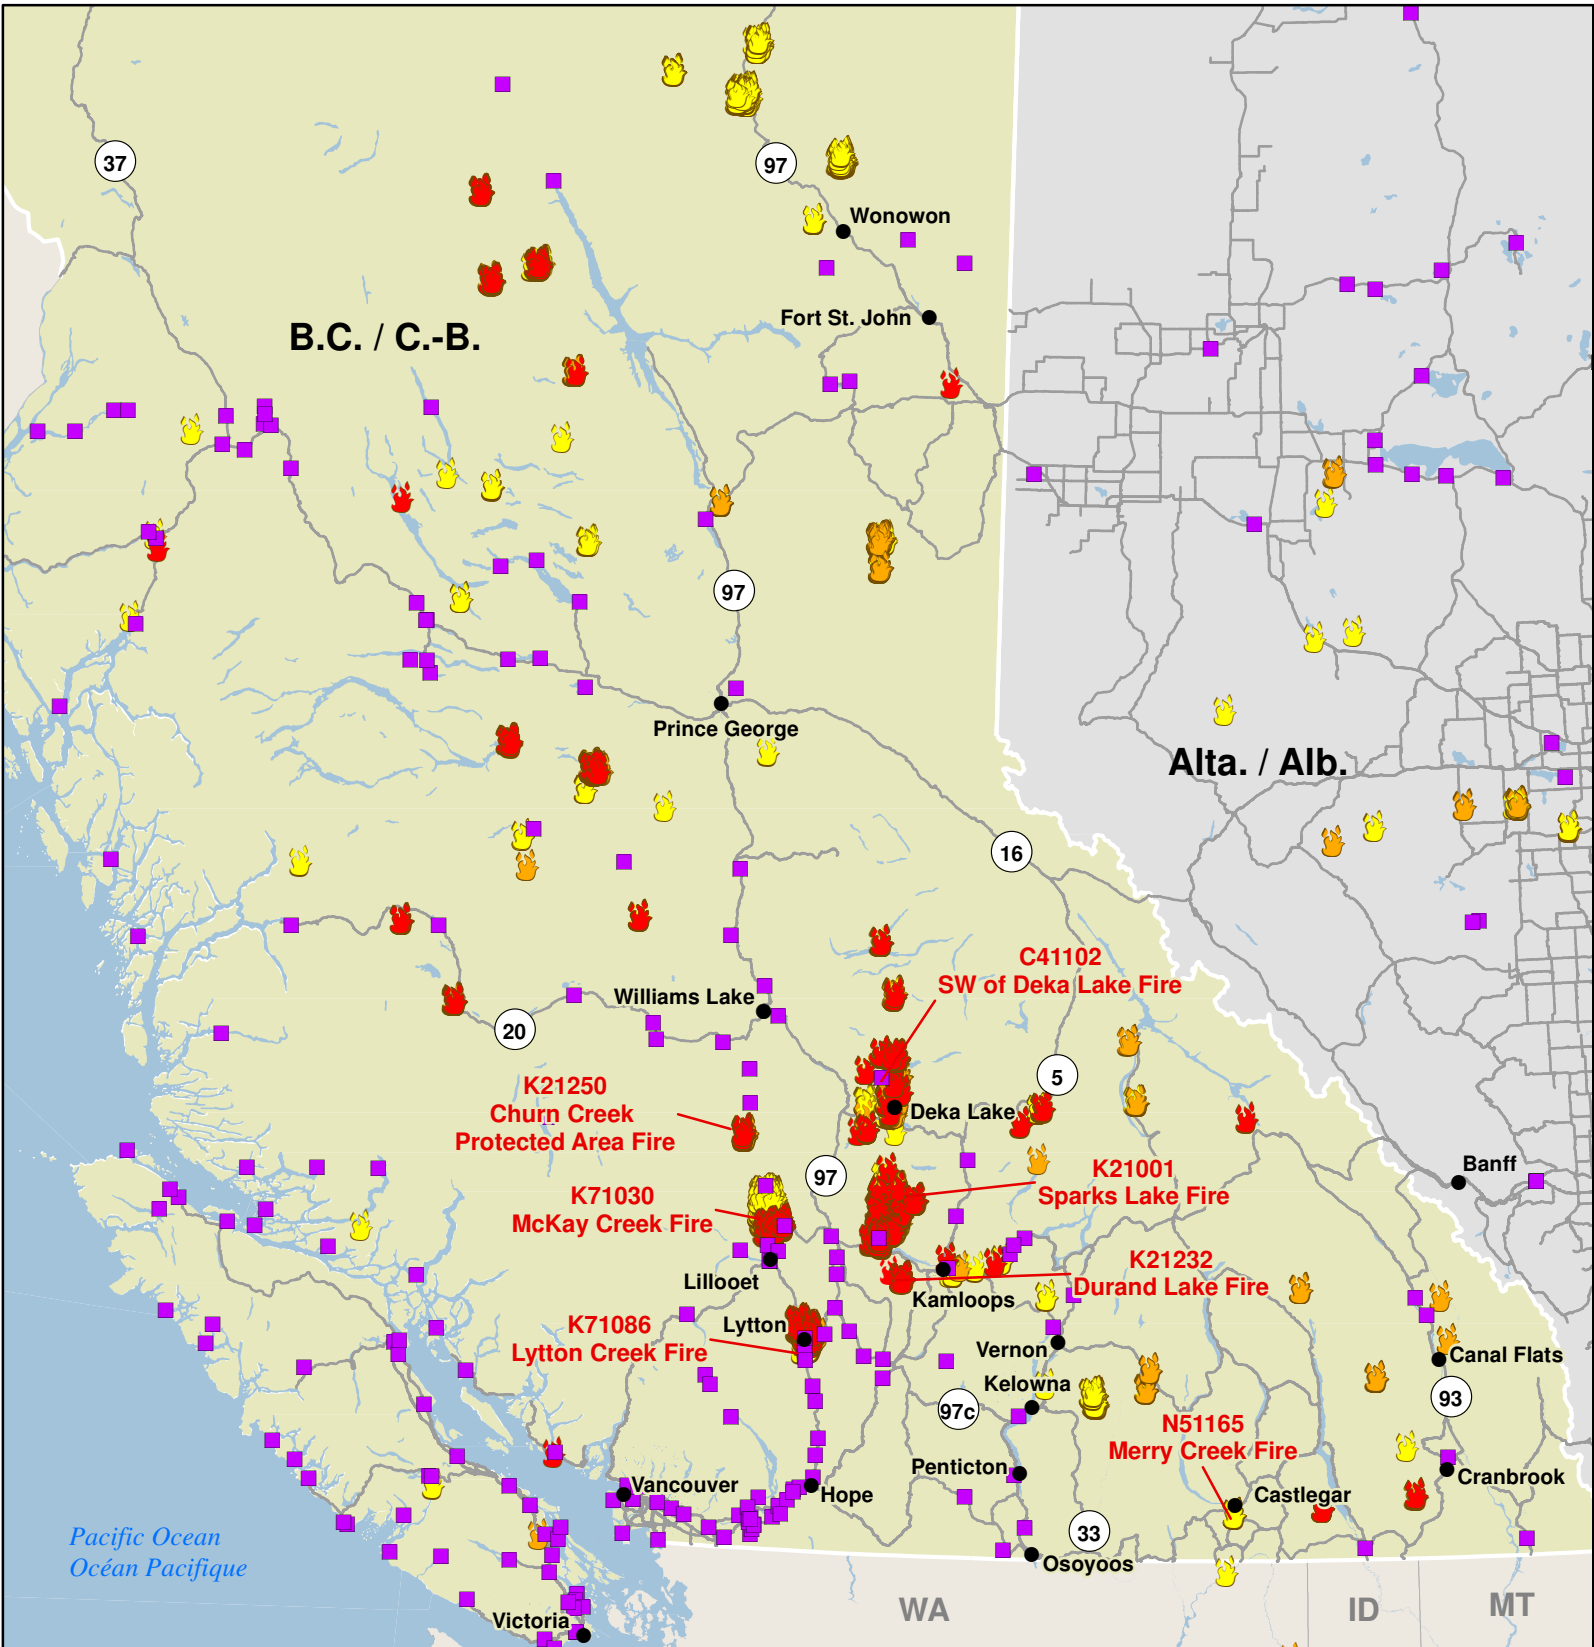 37
97
Wonowon
Fort St. John
B.C. / C.-B.
97
Prince George
Alta. / Alb.
16
C41102
SW of Deka Lake Fire
Williams Lake
20
5
K21250
Churn Creek
Protected Area Fire
Deka Lake
97
Banff
K21001
Sparks Lake Fire
K71030
McKay Creek Fire
Lillooet
K21232
Durand Lake Fire
Kamloops
K71086
Lytton Creek Fire
Lytton
Vernon
Canal Flats
Kelowna
93
97c
N51165
Merry Creek Fire
Penticton
Cranbrook
Vancouver
Hope
Castlegar
33
Pacific Ocean
Océan Pacifique
Osoyoos
WA
ID
MT
Victoria